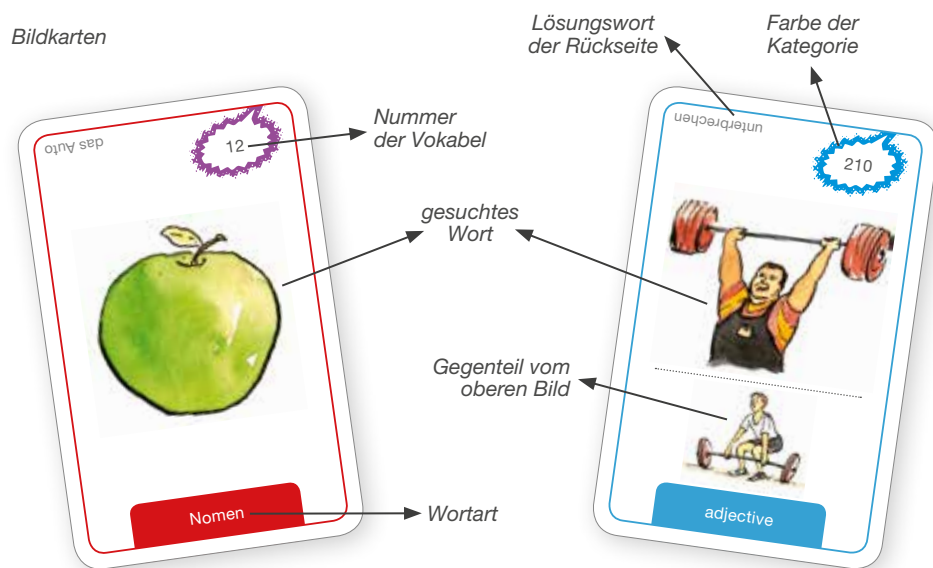 Bildkarten
Lösungswort
der Rückseite
Farbe der
Kategorie
das Auto
12
Nummer
der Vokabel
unterbrechen
210
gesuchtes
Wort
Gegenteil vom
oberen Bild
Nomen
Wortart
adjective